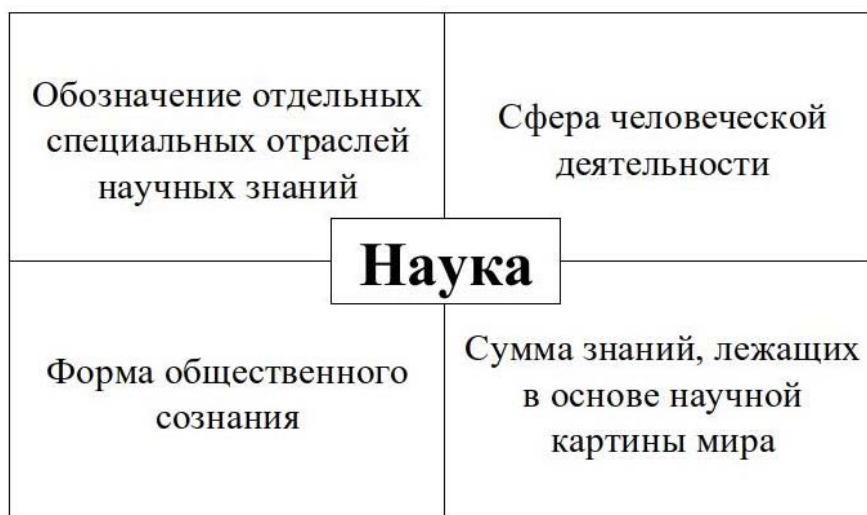 Обозначение отдельных
специальных отраслей
научных знаний
Сфера человеческой
деятельности
Наука
Форма общественного
сознания
Сумма знаний, лежащих
в основе научной
картины мира